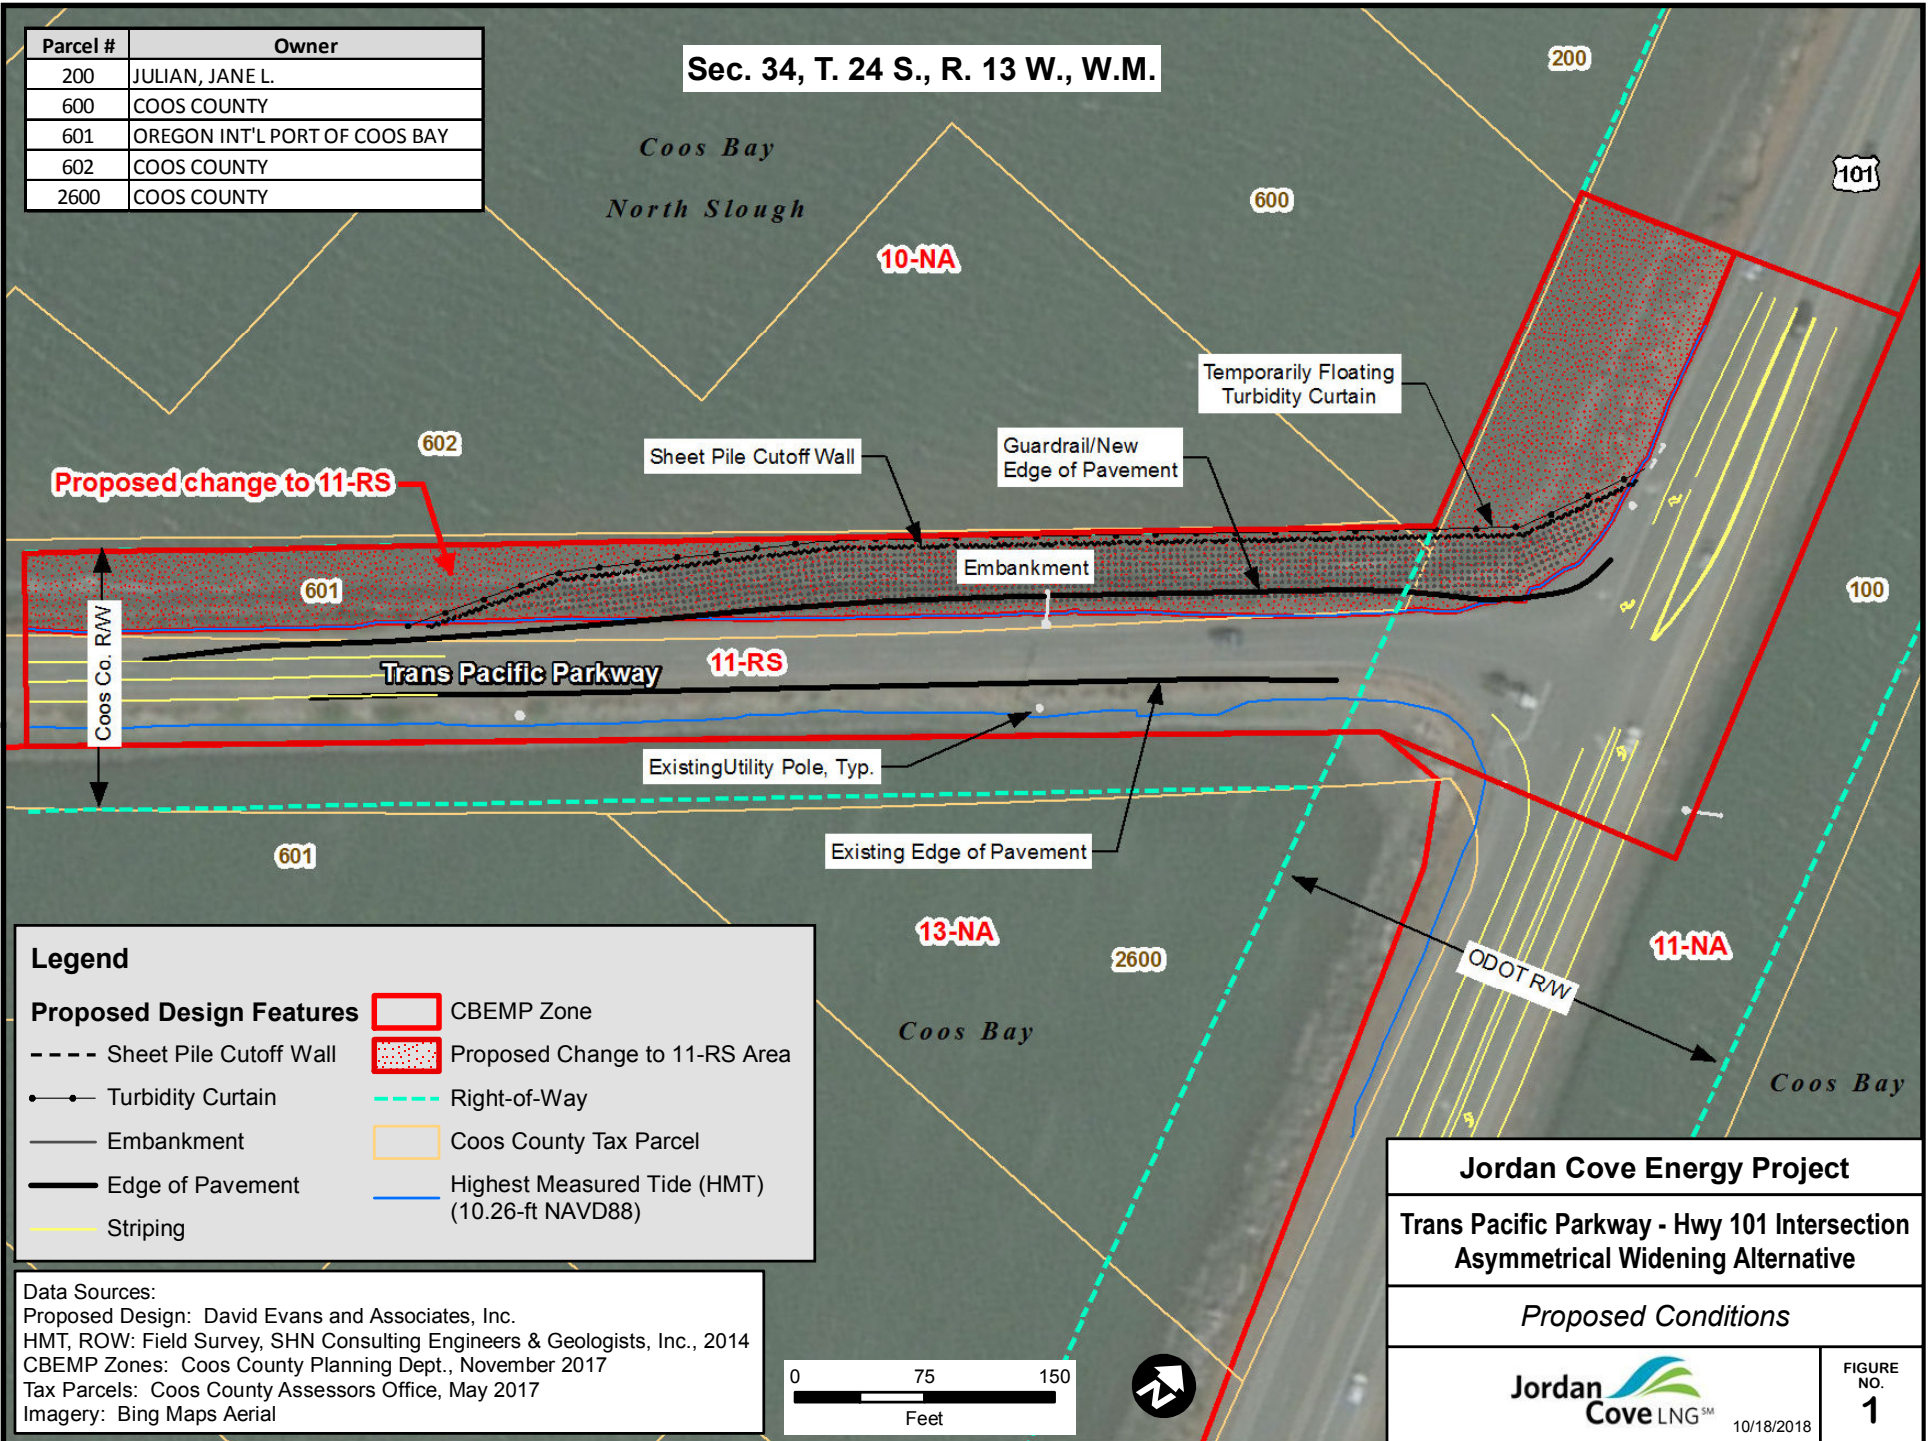 Parcel # Owner
200 JULIAN, JANE L.
600 COOS COUNTY
601 OREGON INT'L PORT OF COOS BAY
602 COOS COUNTY
2600 COOS COUNTY
Sec. 34, T. 24 S., R. 13 W., W.M.
200
101
Coos Bay
North Slough
600
10-NA
Temporarily Floating
Turbidity Curtain
602
Sheet Pile Cutoff Wall
Guardrail/New
Edge of Pavement
Proposed change to 11-RS
Embankment
601
100
Coos Co. R/W
Trans Pacific Parkway
11-RS
ExistingUtility Pole, Typ.
Existing Edge of Pavement
601
13-NA
2600
ODOT R/W
11-NA
Coos Bay
Coos Bay
Legend
Proposed Design Features
Sheet Pile Cutoff Wall
Turbidity Curtain
Embankment
Edge of Pavement
Striping
CBEMP Zone
Proposed Change to 11-RS Area
Right-of-Way
Coos County Tax Parcel
Highest Measured Tide (HMT)
(10.26-ft NAVD88)
Data Sources:
Proposed Design: David Evans and Associates, Inc.
HMT, ROW: Field Survey, SHN Consulting Engineers & Geologists, Inc., 2014
CBEMP Zones: Coos County Planning Dept., November 2017
Tax Parcels: Coos County Assessors Office, May 2017
Imagery: Bing Maps Aerial
0 75 150
Feet
N
Jordan Cove Energy Project
Trans Pacific Parkway - Hwy 101 Intersection
Asymmetrical Widening Alternative
Proposed Conditions
Jordan
Cove LNG SM
10/18/2018
FIGURE
NO.
1